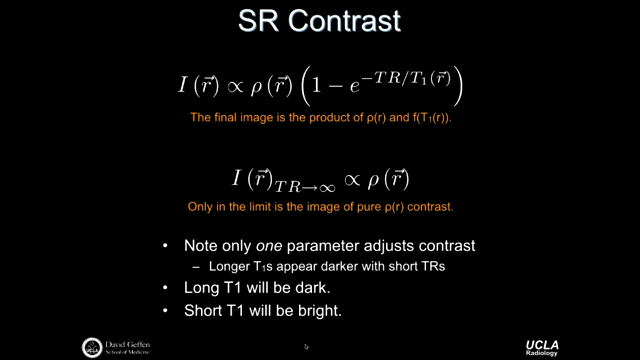 SR Contrast
I (r⃗) ∝ ρ (r⃗) (1 − e^{−TR/T₁(r⃗)})
The final image is the product of ρ(r) and f(T₁(r)).
I (r⃗)_{TR→∞} ∝ ρ (r⃗)
Only in the limit is the image of pure ρ(r) contrast.
• Note only one parameter adjusts contrast
– Longer T₁s appear darker with short TRs
• Long T1 will be dark.
• Short T1 will be bright.
UCLA
David Geffen
School of Medicine
UCLA
Radiology